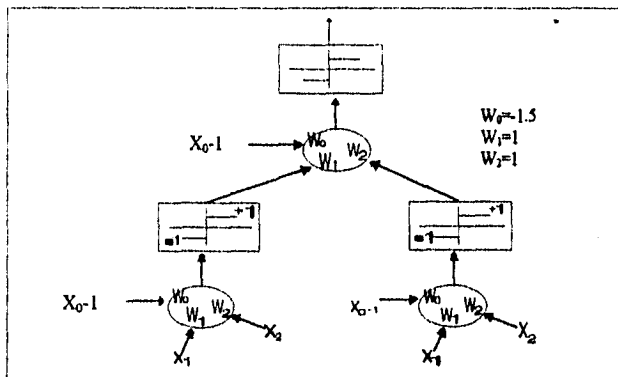 X₀-1
W₀
W₁
W₂
W₀=-1.5
W₁=1
W₂=1
+1
-1
+1
-1
X₀-1
W₀
W₁
W₂
X₁
X₂
X₀-1
W₀
W₁
W₂
X₁
X₂